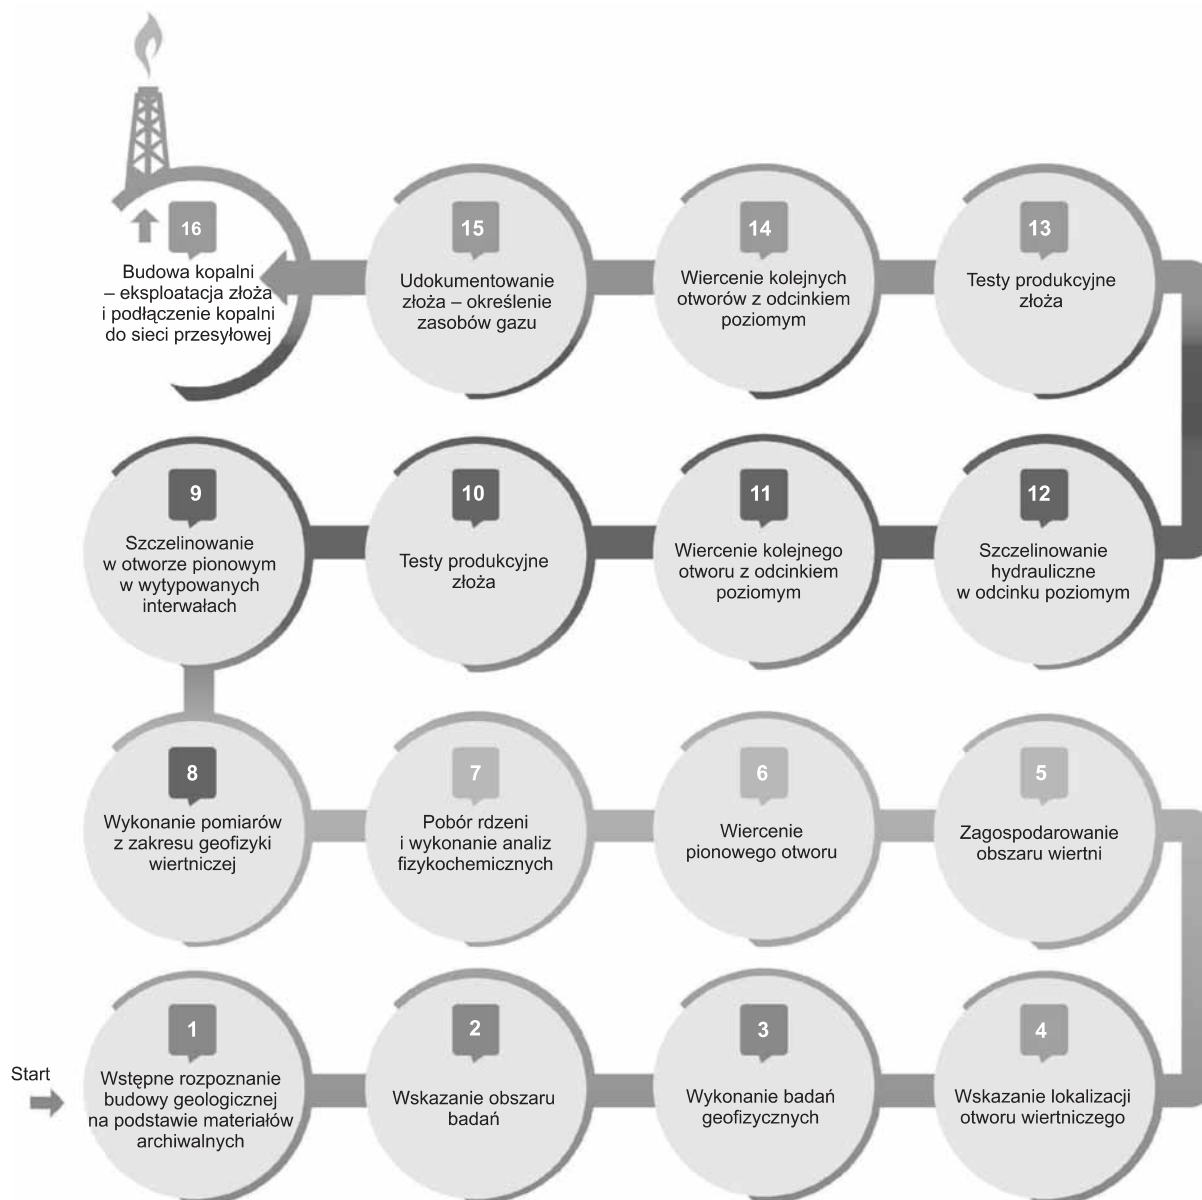 16
Budowa kopalni
– eksploatacja złoża
i podłączenie kopalni
do sieci przesyłowej
15
Udokumentowanie
złoża – określenie
zasobów gazu
14
Wiercenie kolejnych
otworów z odcinkiem
poziomym
13
Testy produkcyjne
złoża
9
Szczelinowanie
w otworze pionowym
w wytypowanych
interwałach
10
Testy produkcyjne
złoża
11
Wiercenie kolejnego
otworu z odcinkiem
poziomym
12
Szczelinowanie
hydrauliczne
w odcinku poziomym
8
Wykonanie pomiarów
z zakresu geofizyki
wiertniczej
7
Pobór rdzeni
i wykonanie analiz
fizykochemicznych
6
Wiercenie
pionowego otworu
5
Zagospodarowanie
obszaru wiertni
Start
1
Wstępne rozpoznanie
budowy geologicznej
na podstawie materiałów
archiwalnych
2
Wskazanie obszaru
badań
3
Wykonanie badań
geofizycznych
4
Wskazanie lokalizacji
otworu wiertniczego